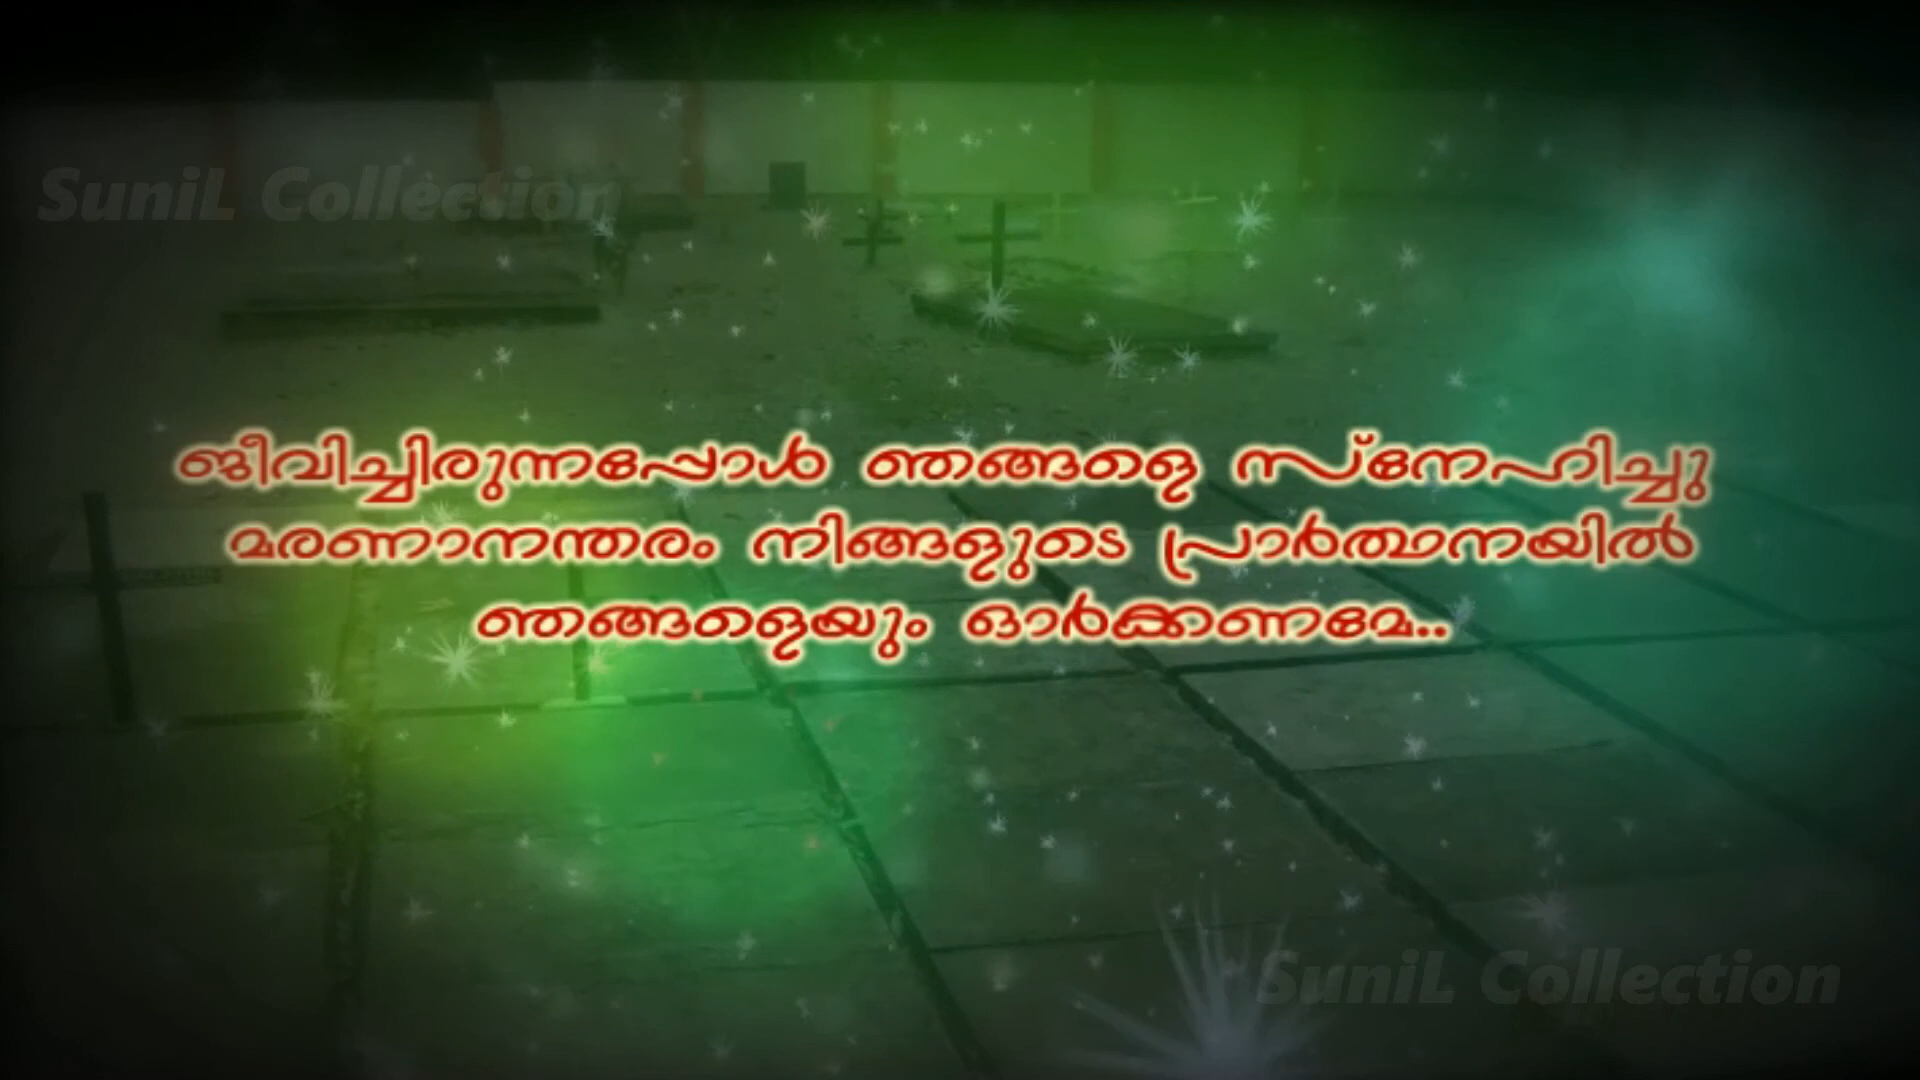 SuniL Collection
ജീവിച്ചിരുന്നപ്പോൾ ഞങ്ങളെ സ്നേഹിച്ചു
മരണാനന്തരം നിങ്ങളുടെ പ്രാർത്ഥനയിൽ
ഞങ്ങളെയും ഓർക്കണമേ..
SuniL Collection